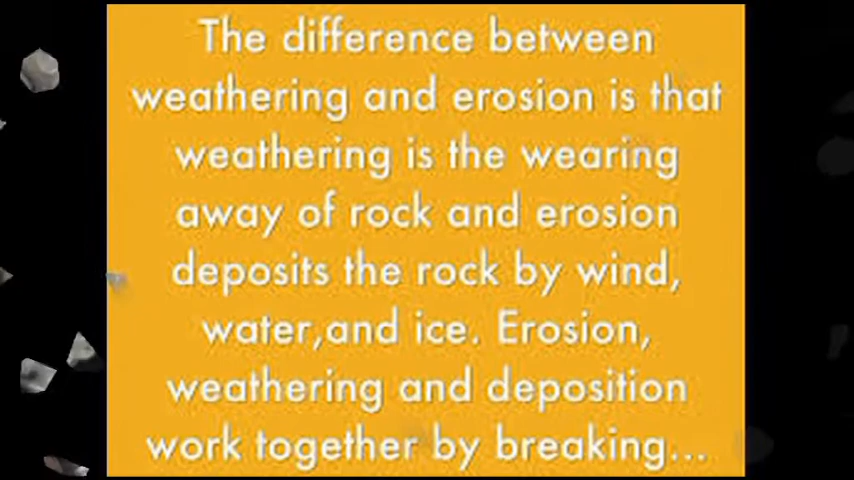 The difference between
weathering and erosion is that
weathering is the wearing
away of rock and erosion
deposits the rock by wind,
water,and ice. Erosion,
weathering and deposition
work together by breaking...